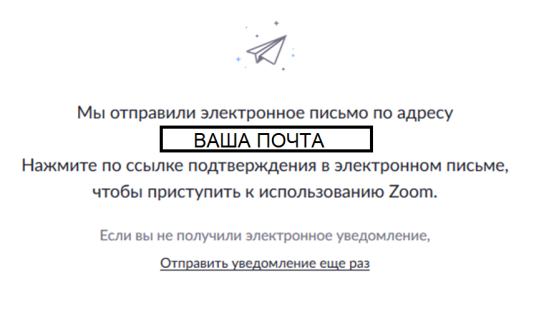 Мы отправили электронное письмо по адресу
ВАША ПОЧТА
Нажмите по ссылке подтверждения в электронном письме,
чтобы приступить к использованию Zoom.
Если вы не получили электронное уведомление,
Отправить уведомление еще раз